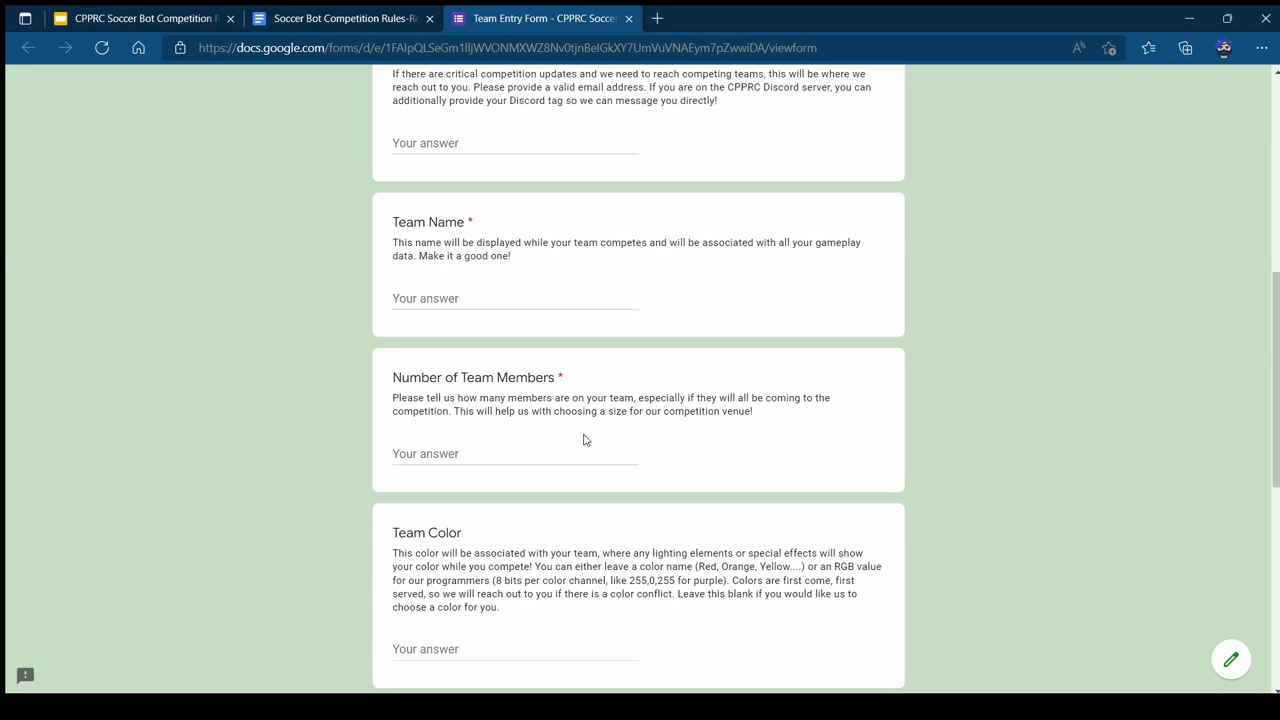 CPPRC Soccer Bot Competition R
Soccer Bot Competition Rules-R
Team Entry Form - CPPRC Soccer
https://docs.google.com/forms/d/e/1FAIpQLSeGm1lljWVONMXWZ8Nv0tjnBelGkXY7UmVuVNAEym7pZwwiDA/viewform
If there are critical competition updates and we need to reach competing teams, this will be where we
reach out to you. Please provide a valid email address. If you are on the CPPRC Discord server, you can
additionally provide your Discord tag so we can message you directly!
Your answer
Team Name *
This name will be displayed while your team competes and will be associated with all your gameplay
data. Make it a good one!
Your answer
Number of Team Members *
Please tell us how many members are on your team, especially if they will all be coming to the
competition. This will help us with choosing a size for our competition venue!
Your answer
Team Color
This color will be associated with your team, where any lighting elements or special effects will show
your color while you compete! You can either leave a color name (Red, Orange, Yellow....) or an RGB value
for our programmers (8 bits per color channel, like 255,0,255 for purple). Colors are first come, first
served, so we will reach out to you if there is a color conflict. Leave this blank if you would like us to
choose a color for you.
Your answer